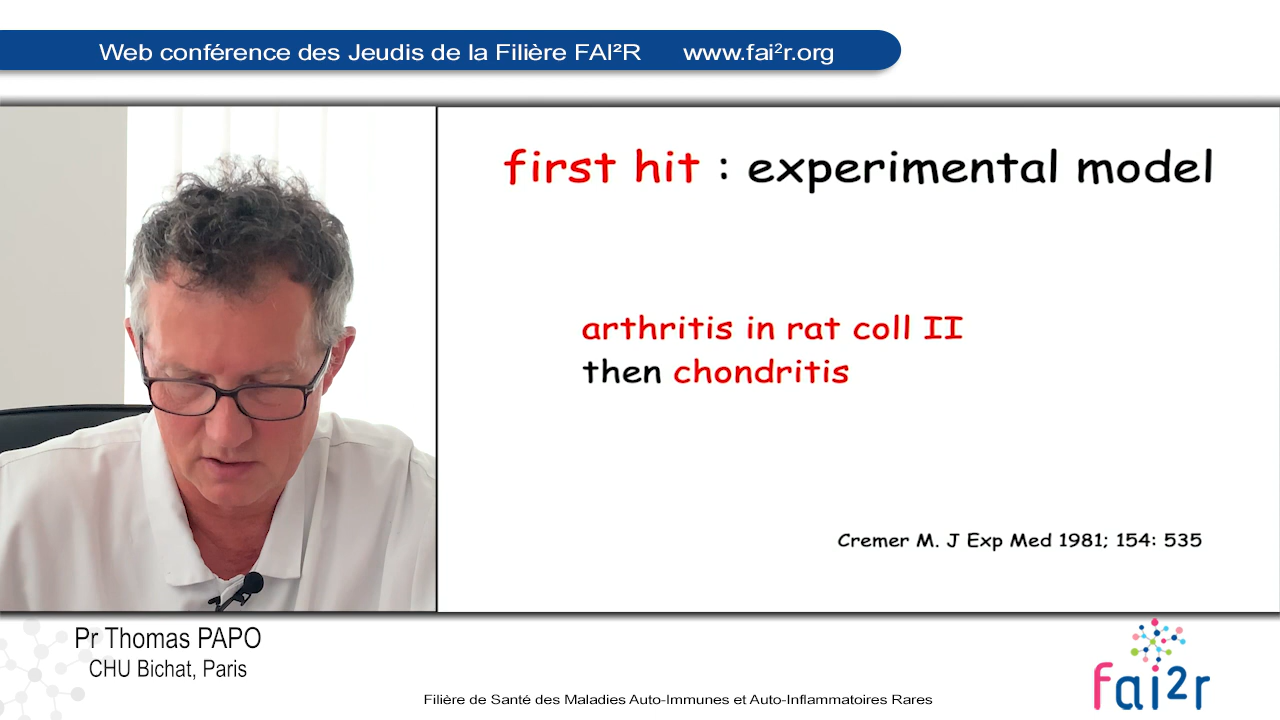 Web conférence des Jeudis de la Filière FAI²R www.fai²r.org
first hit : experimental model
arthritis in rat coll II
then chondritis
Cremer M. J Exp Med 1981; 154: 535
Pr Thomas PAPO
CHU Bichat, Paris
Filière de Santé des Maladies Auto-Immunes et Auto-Inflammatoires Rares
fai2r